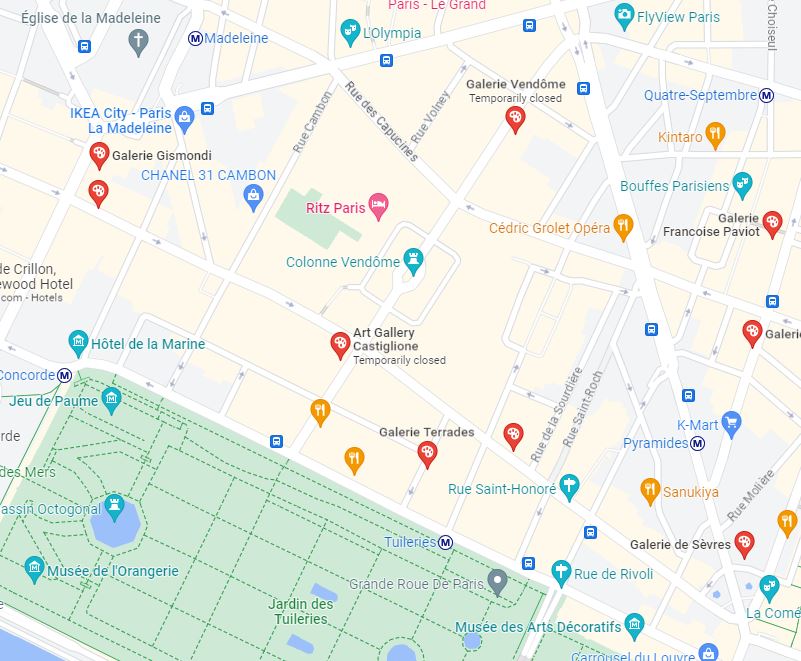 Paris - Le Grand
Église de la Madeleine
FlyView Paris
Choiseul
L'Olympia
Madeleine
Galerie Vendôme
Temporarily closed
Quatre-Septembre
IKEA City - Paris
La Madeleine
Rue Cambon
Rue des Capucines
Rue Volney
Kintaro
Galerie Gismondi
CHANEL 31 CAMBON
Bouffes Parisiens
Ritz Paris
Galerie
Francoise Paviot
Cédric Grolet Opéra
Colonne Vendôme
de Crillon,
ewood Hotel
com - Hotels
Art Gallery
Castiglione
Temporarily closed
Galerie
Hôtel de la Marine
Concorde
Jeu de Paume
Rue de la Sourdière
Rue Saint-Roch
K-Mart
Galerie Terrades
Pyramides
orde
des Mers
Rue Saint-Honoré
Sanukiya
Rue Molière
assin Octogonal
Tuileries
Galerie de Sèvres
Musée de l'Orangerie
Grande Roue De Paris
Rue de Rivoli
Jardin des
Tuileries
La Comé
Musée des Arts Décoratifs
Carrousel du Louvre